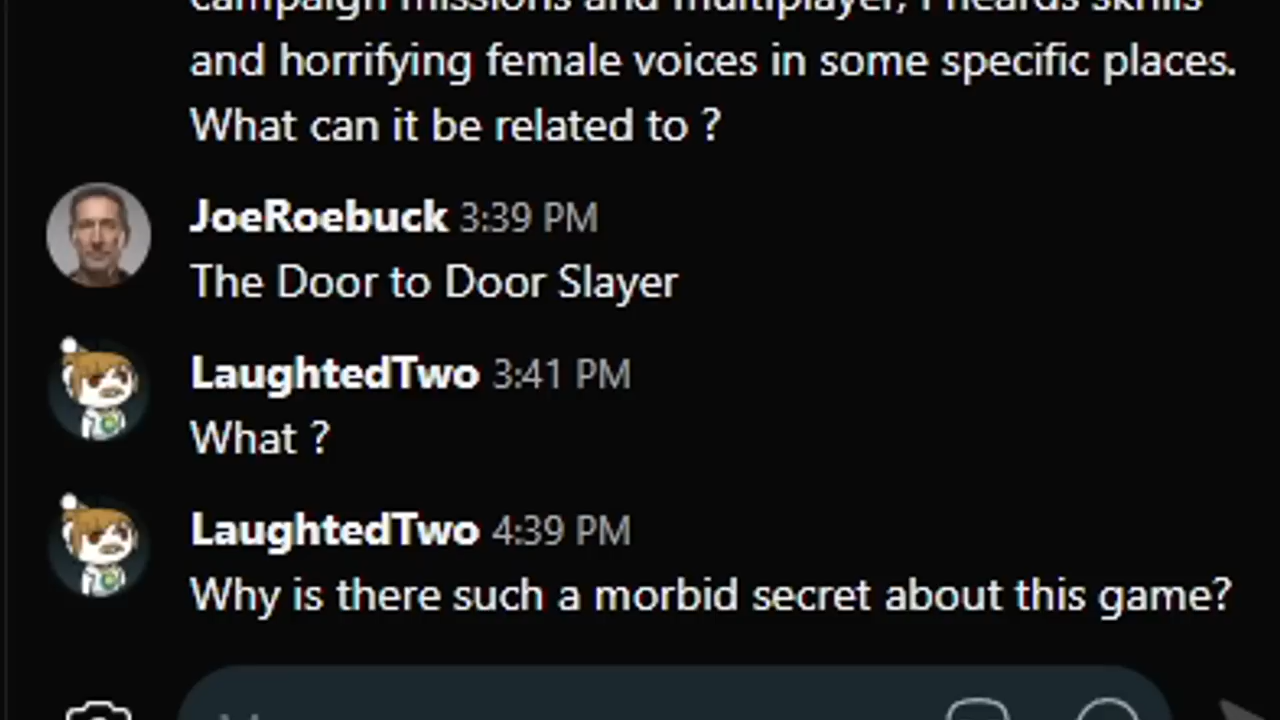 campaign missions and multiplayer, I heards skrills
and horrifying female voices in some specific places.
What can it be related to ?
JoeRoebuck 3:39 PM
The Door to Door Slayer
LaughtedTwo 3:41 PM
What ?
LaughtedTwo 4:39 PM
Why is there such a morbid secret about this game?